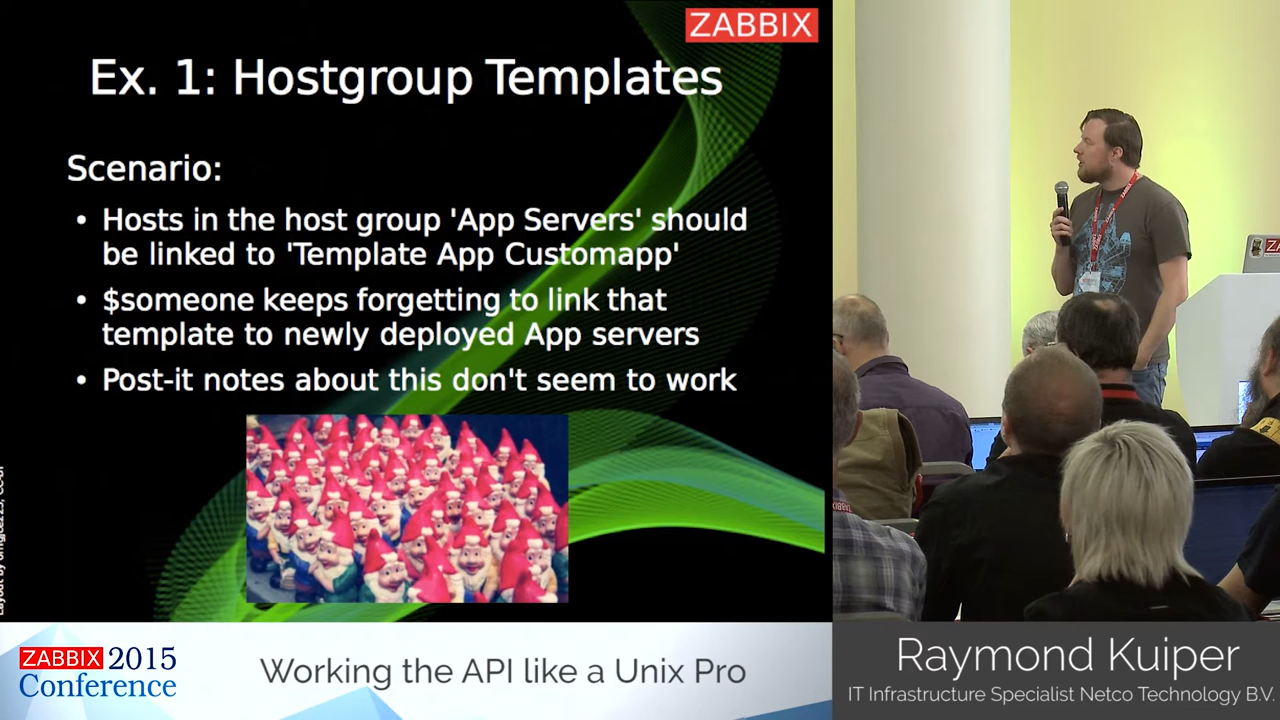 ZABBIX
Ex. 1: Hostgroup Templates
Scenario:
• Hosts in the host group 'App Servers' should
be linked to 'Template App Customapp'
• $someone keeps forgetting to link that
template to newly deployed App servers
• Post-it notes about this don't seem to work
ZABBIX 2015
Conference
Working the API like a Unix Pro
Raymond Kuiper
IT Infrastructure Specialist Netco Technology B.V.